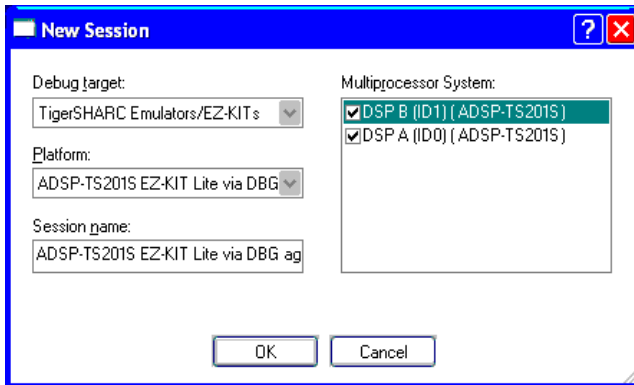 New Session
Debug target:
TigerSHARC Emulators/EZ-KITs
Platform:
ADSP-TS201S EZ-KIT Lite via DBG
Session name:
ADSP-TS201S EZ-KIT Lite via DBG ag
Multiprocessor System:
DSP B (ID1) ( ADSP-TS201S )
DSP A (ID0) ( ADSP-TS201S )
OK
Cancel